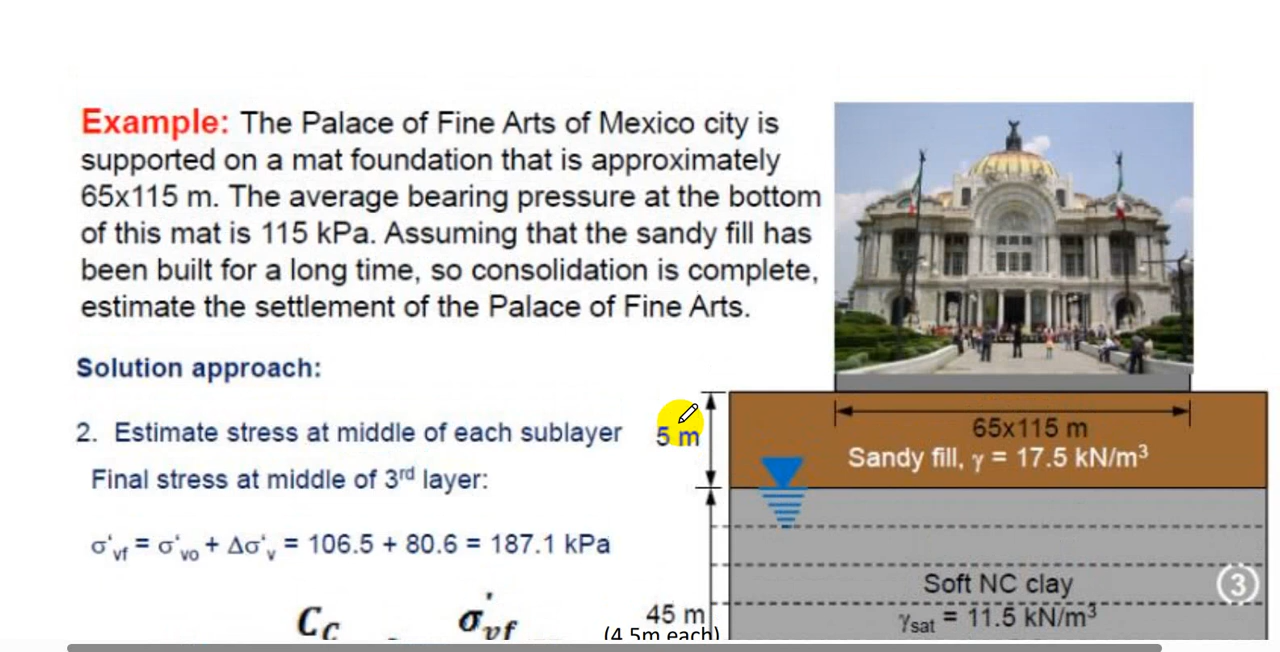 Example: The Palace of Fine Arts of Mexico city is
supported on a mat foundation that is approximately
65x115 m. The average bearing pressure at the bottom
of this mat is 115 kPa. Assuming that the sandy fill has
been built for a long time, so consolidation is complete,
estimate the settlement of the Palace of Fine Arts.
Solution approach:
2. Estimate stress at middle of each sublayer
Final stress at middle of 3rd layer:
σ'vf = σ'vo + Δσ'v = 106.5 + 80.6 = 187.1 kPa
Cc σ'vf
5 m
65x115 m
Sandy fill, γ = 17.5 kN/m³
Soft NC clay
3
γsat = 11.5 kN/m³
45 m
(4.5m each)